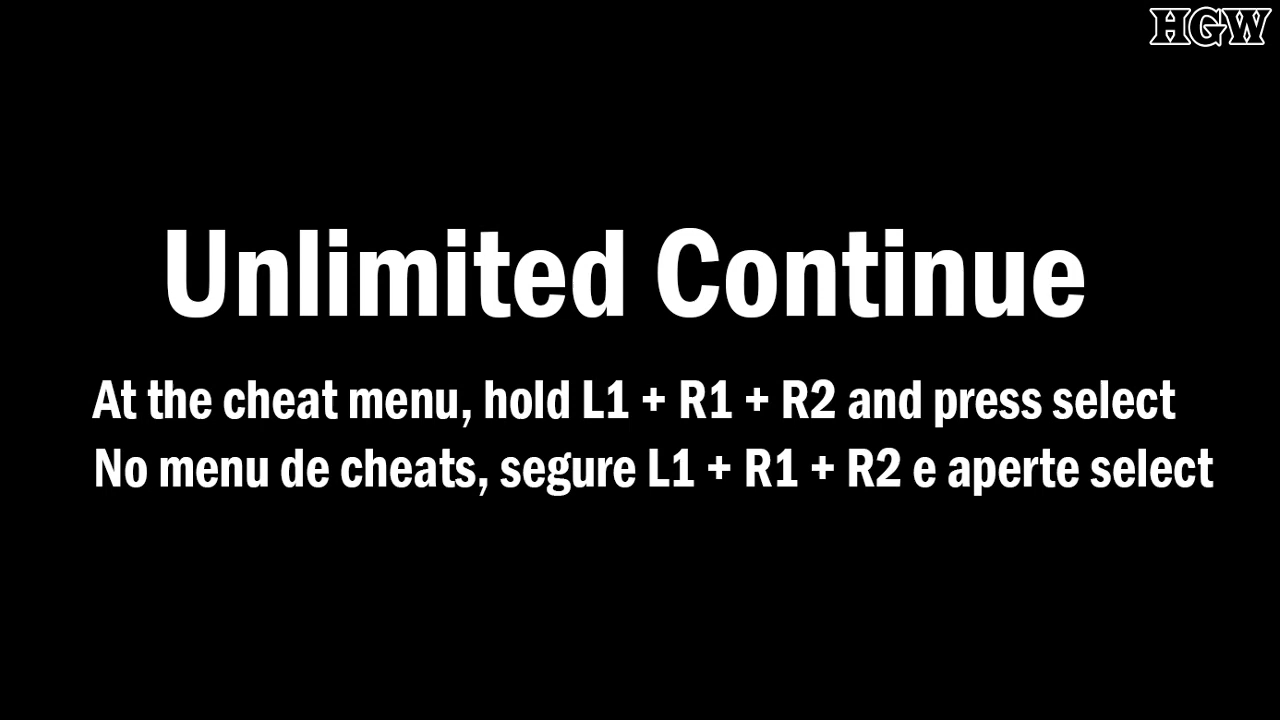 HGW
Unlimited Continue
At the cheat menu, hold L1 + R1 + R2 and press select
No menu de cheats, segure L1 + R1 + R2 e aperte select